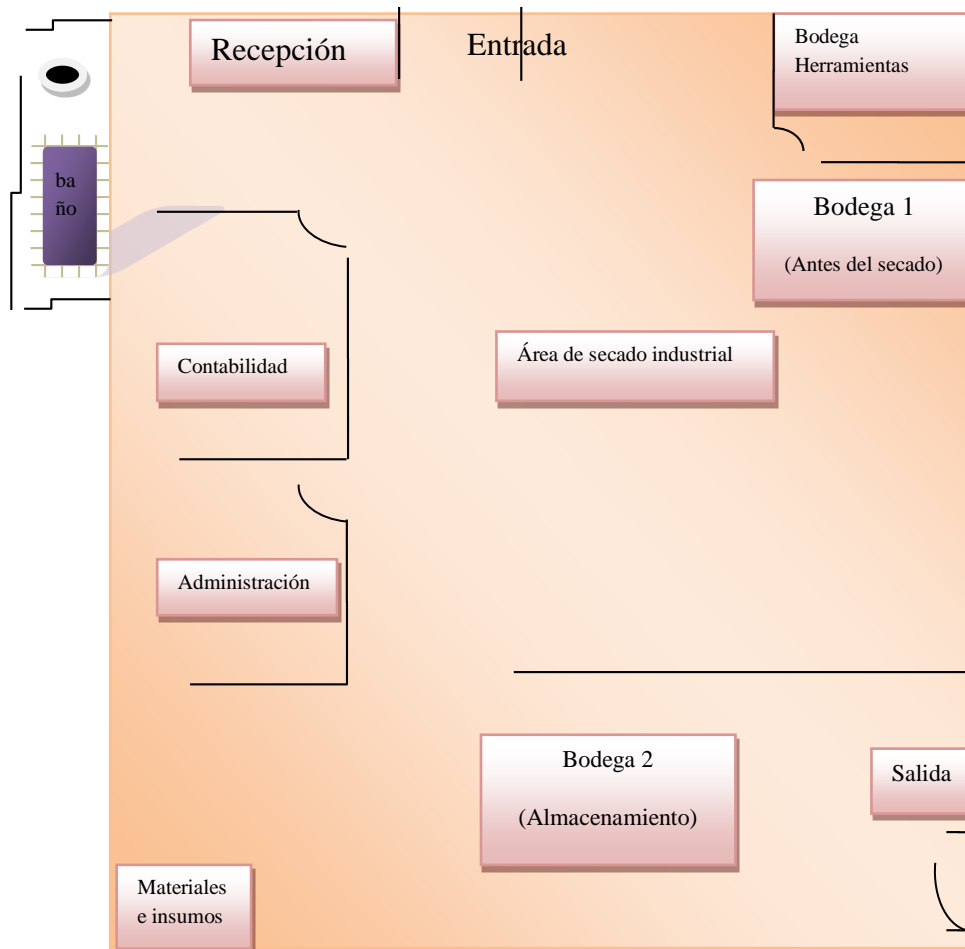 Recepción
Entrada
Bodega
Herramientas
ba
ño
Bodega 1
(Antes del secado)
Contabilidad
Área de secado industrial
Administración
Bodega 2
(Almacenamiento)
Salida
Materiales
e insumos